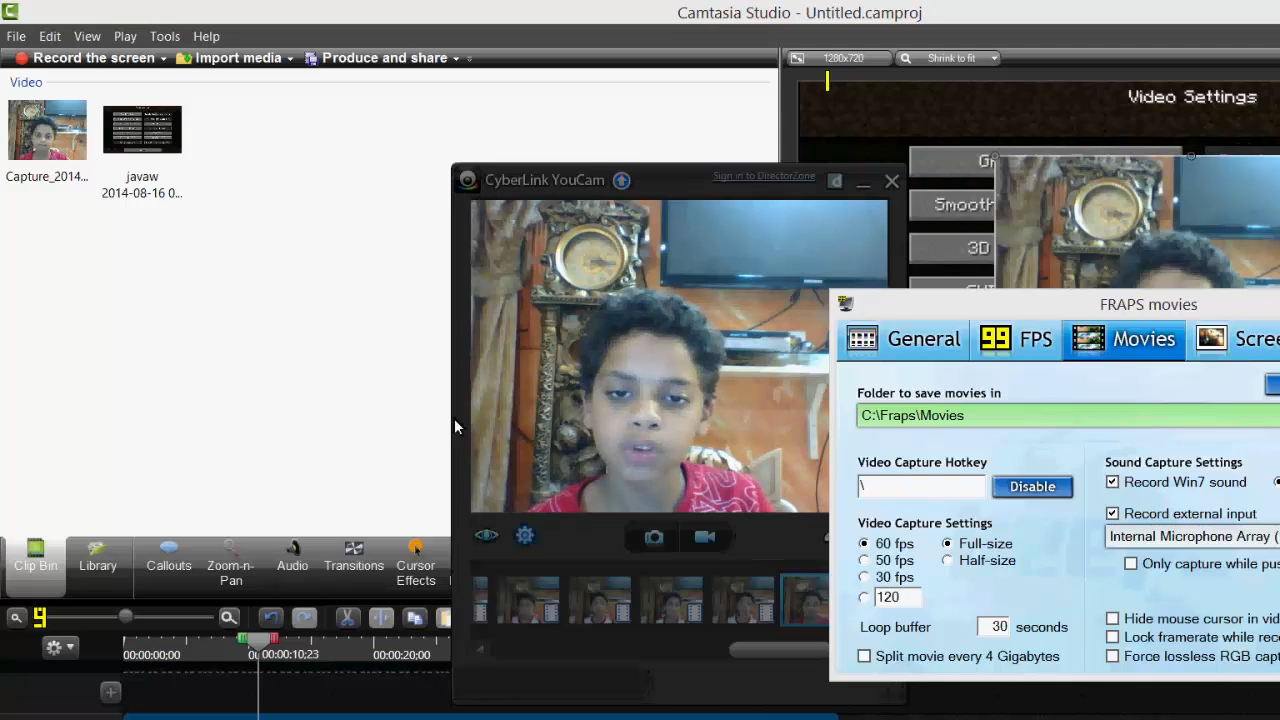 Camtasia Studio - Untitled.camproj
File Edit View Play Tools Help
Record the screen Import media Produce and share
1280x720 Shrink to fit
Video
Video Settings
Capture_2014...
javaw
2014-08-16 0...
CyberLink YouCam Sign in to DirectorZone
Smooth
3D
FRAPS movies
General 99 FPS Movies Scree
Folder to save movies in
C:\Fraps\Movies
Video Capture Hotkey
\ Disable
Sound Capture Settings
Record Win7 sound
Record external input
Internal Microphone Array (
Only capture while pus
Video Capture Settings
60 fps Full-size
50 fps Half-size
30 fps
120
Loop buffer 30 seconds
Split movie every 4 Gigabytes
Hide mouse cursor in vid
Lock framerate while reco
Force lossless RGB capt
Clip Bin Library Callouts Zoom-n-Pan Audio Transitions Cursor Effects
00:00:00;00 00:00:10;23 00:00:20;00